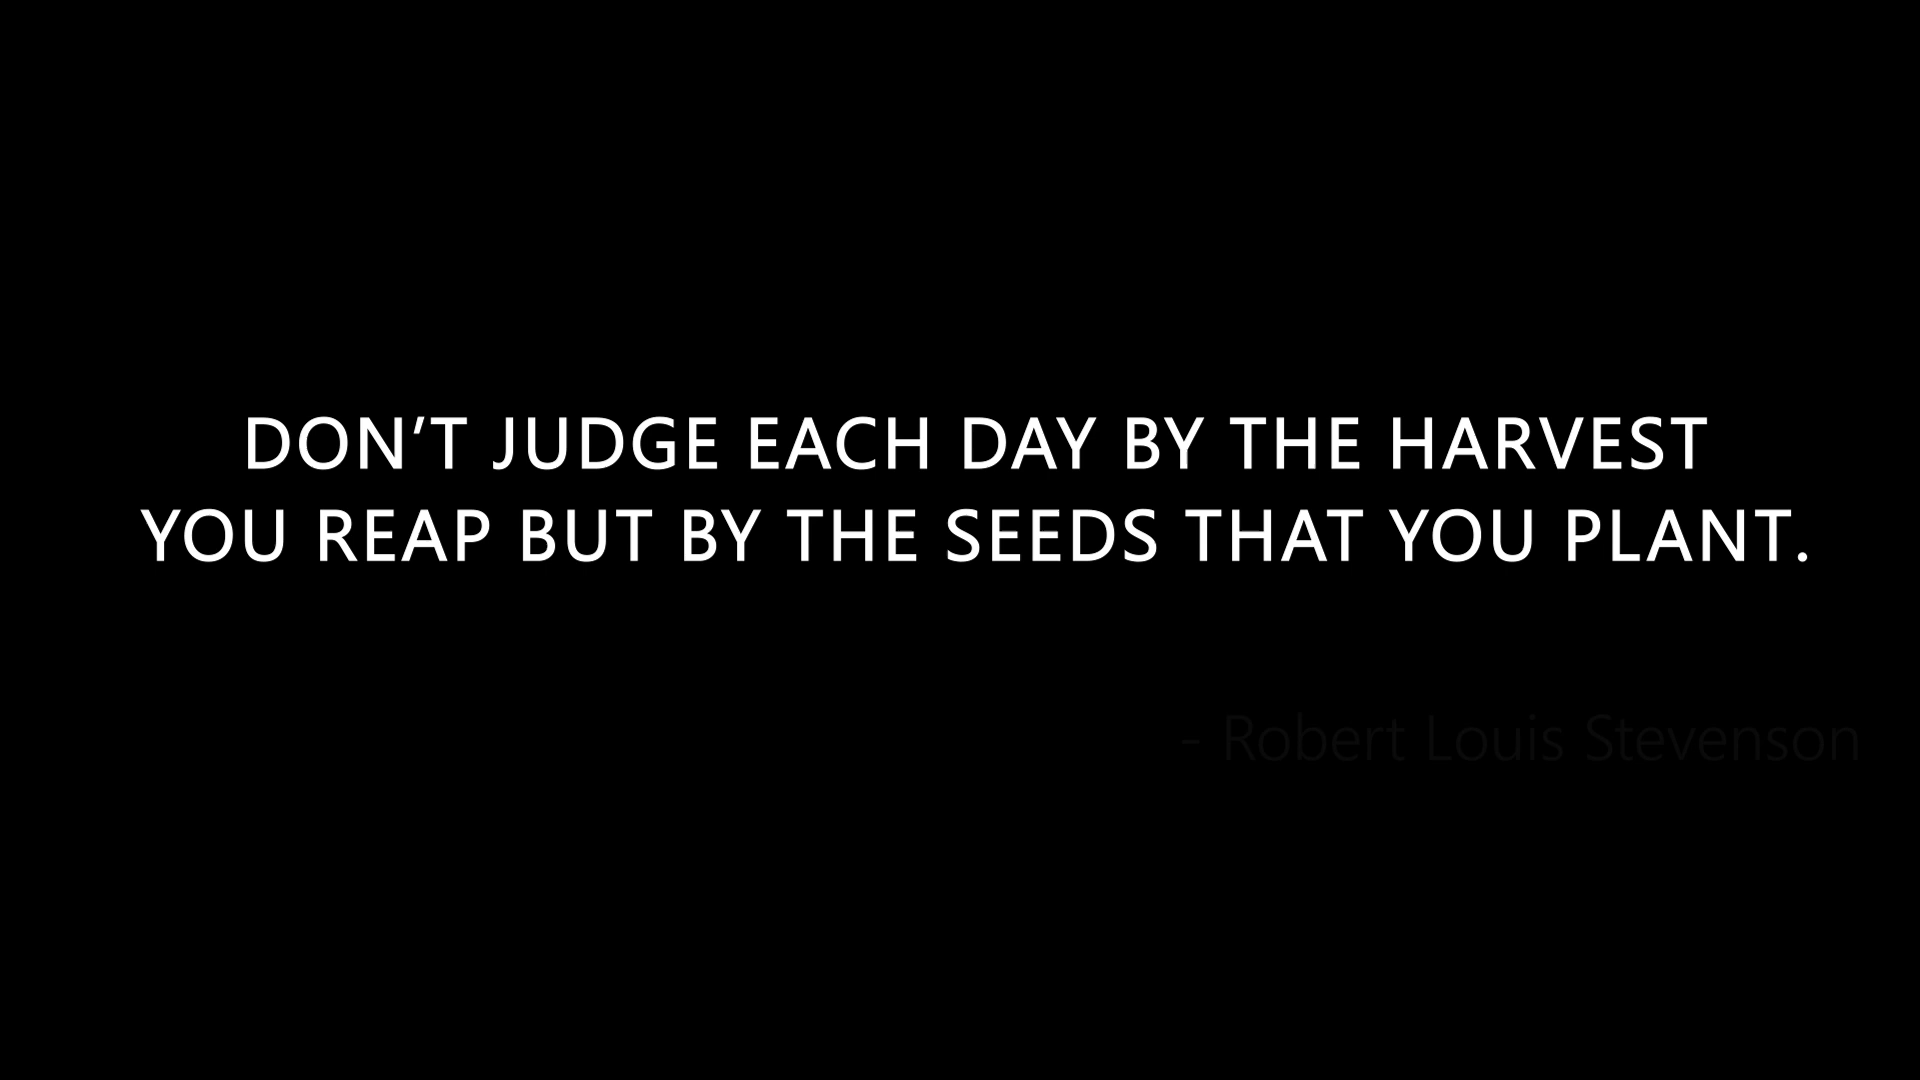 DON’T JUDGE EACH DAY BY THE HARVEST
YOU REAP BUT BY THE SEEDS THAT YOU PLANT.
- Robert Louis Stevenson